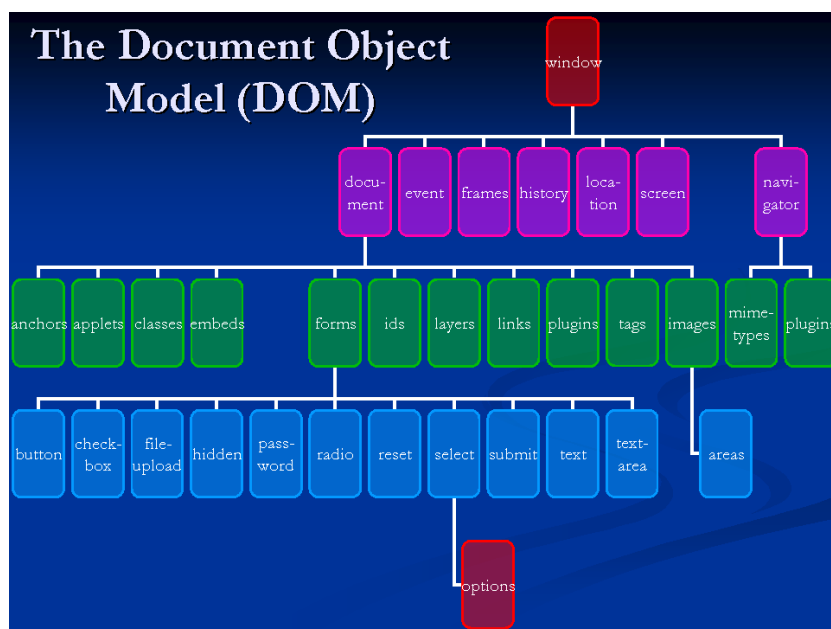 The Document Object
Model (DOM)
window
docu-
ment
event
frames
history
loca-
tion
screen
navi-
gator
anchors
applets
classes
embeds
forms
ids
layers
links
plugins
tags
images
mime-
types
plugins
button
check-
box
file-
upload
hidden
pass-
word
radio
reset
select
submit
text
text-
area
areas
options